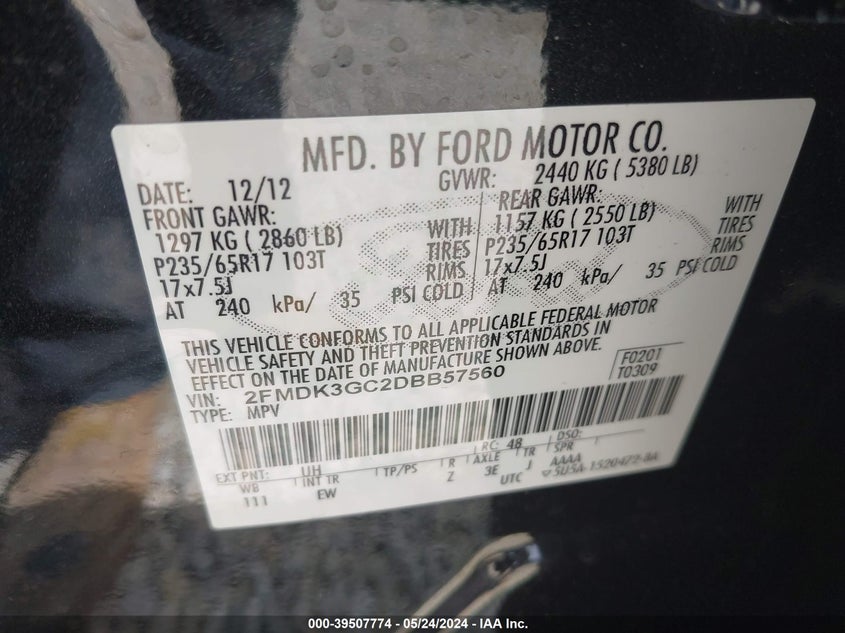 MFD. BY FORD MOTOR CO.
DATE: 12/12 GVWR: 2440 KG ( 5380 LB)
FRONT GAWR: REAR GAWR:
1297 KG ( 2860 LB) WITH 1157 KG ( 2550 LB) WITH
P235/65R17 103T TIRES P235/65R17 103T TIRES
17x7.5J RIMS 17x7.5J RIMS
AT 240 kPa/ 35 PSI COLD AT 240 kPa/ 35 PSI COLD
THIS VEHICLE CONFORMS TO ALL APPLICABLE FEDERAL MOTOR
VEHICLE SAFETY AND THEFT PREVENTION STANDARDS IN
EFFECT ON THE DATE OF MANUFACTURE SHOWN ABOVE.
VIN: 2FMDK3GC2DBB57560 F0201
TYPE: MPV T0309
EXT PNT: UH RC: 48 DSO:
WB INT TR TP/PS R AXLE TR SPR
111 EW Z 3E J AAAA
UTC 5U5A-1520472-BA
000-39507774 - 05/24/2024 - IAA Inc.